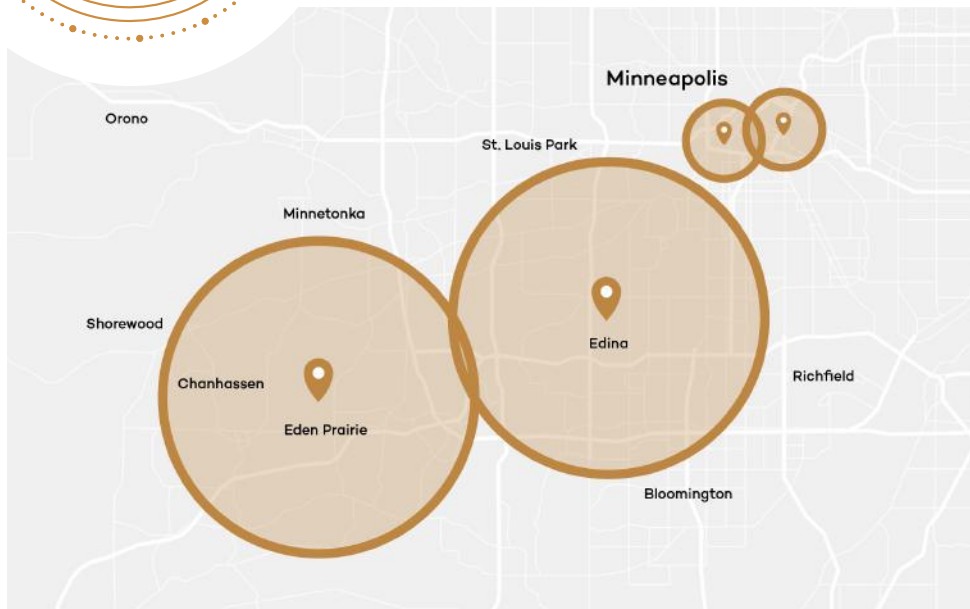 Minneapolis
Orono
St. Louis Park
Minnetonka
Shorewood
Edina
Chanhassen
Richfield
Eden Prairie
Bloomington